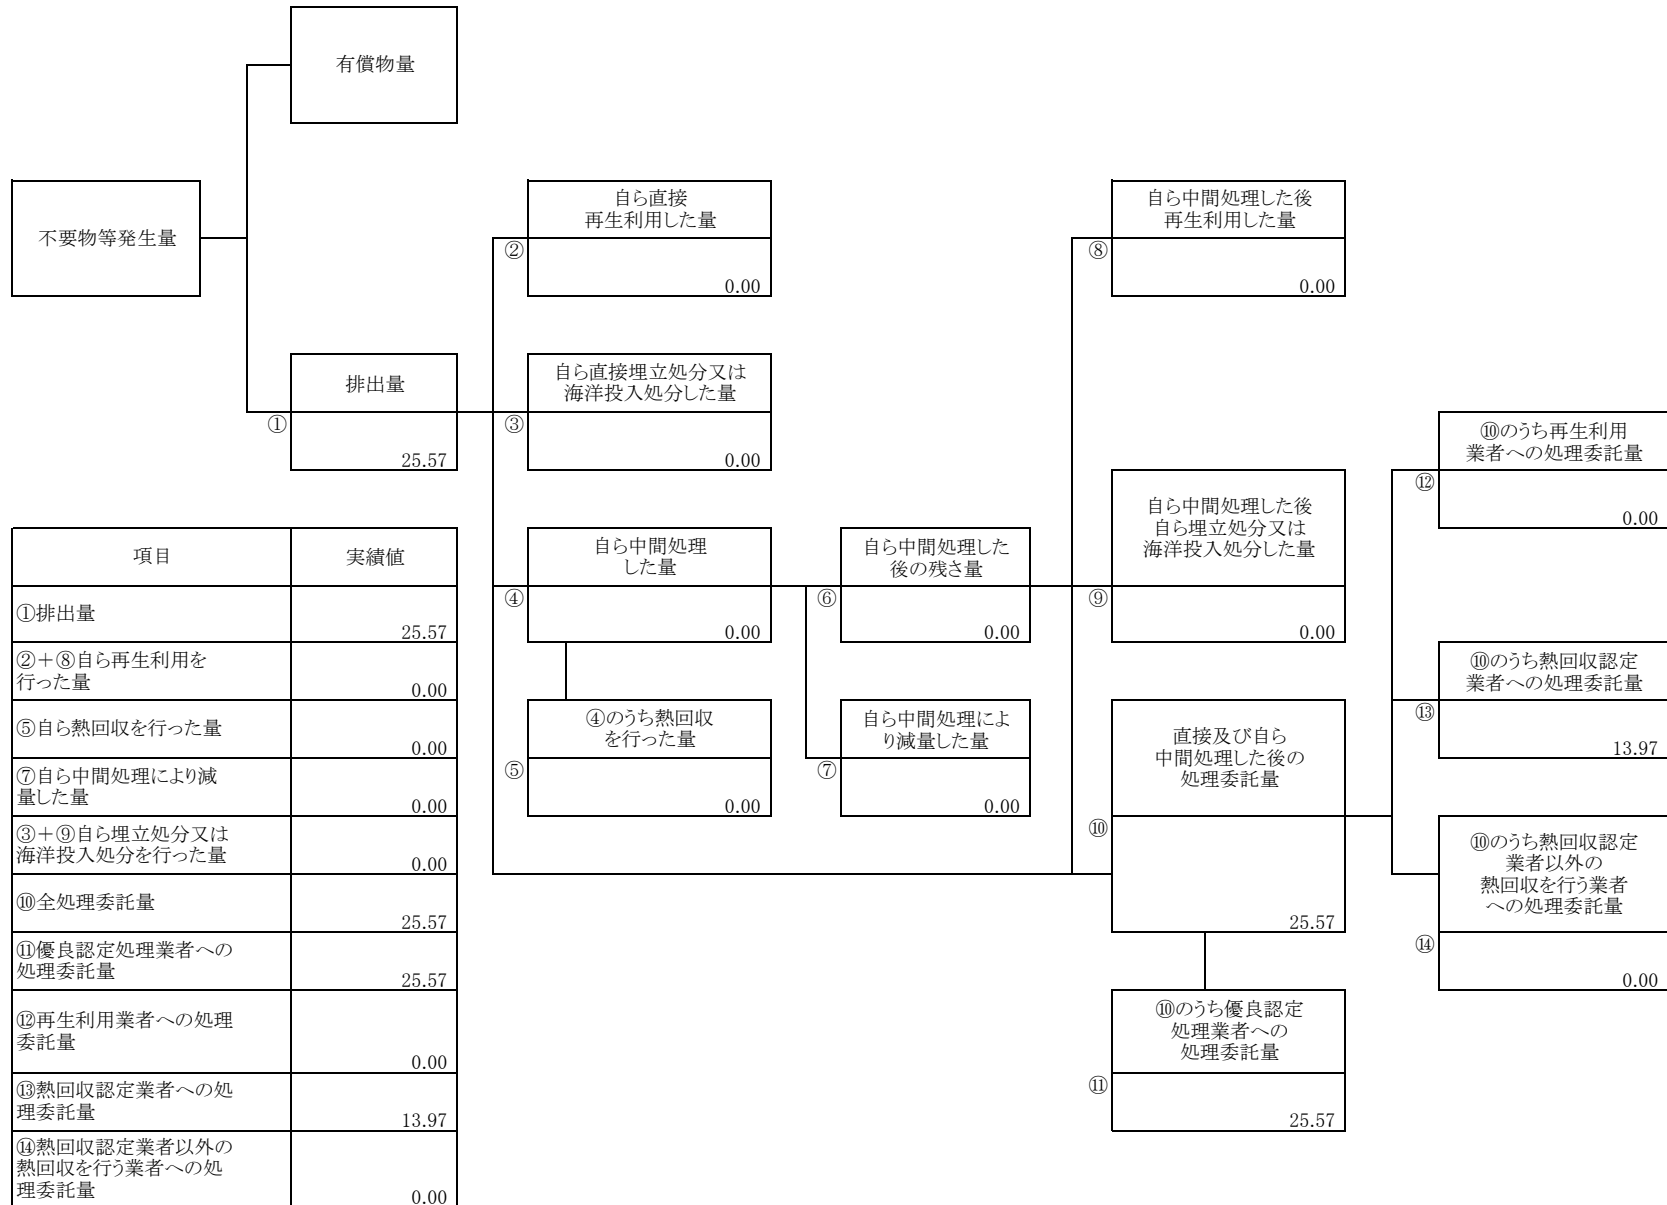 有償物量
不要物等発生量
自ら直接
再生利用した量
②
0.00
自ら中間処理した後
再生利用した量
⑧
0.00
排出量
①
25.57
自ら直接埋立処分又は
海洋投入処分した量
③
0.00
⑩のうち再生利用
業者への処理委託量
⑫
0.00
自ら中間処理した後
自ら埋立処分又は
海洋投入処分した量
⑨
0.00
自ら中間処理
した量
④
0.00
自ら中間処理した
後の残さ量
⑥
0.00
⑩のうち熱回収認定
業者への処理委託量
⑬
13.97
④のうち熱回収
を行った量
⑤
0.00
自ら中間処理によ
り減量した量
⑦
0.00
直接及び自ら
中間処理した後の
処理委託量
⑩
25.57
⑩のうち熱回収認定
業者以外の
熱回収を行う業者
への処理委託量
⑭
0.00
⑩のうち優良認定
処理業者への
処理委託量
⑪
25.57
項目
実績値
①排出量
25.57
②+⑧自ら再生利用を
行った量
0.00
⑤自ら熱回収を行った量
0.00
⑦自ら中間処理により減
量した量
0.00
③+⑨自ら埋立処分又は
海洋投入処分を行った量
0.00
⑩全処理委託量
25.57
⑪優良認定処理業者への
処理委託量
25.57
⑫再生利用業者への処理
委託量
0.00
⑬熱回収認定業者への処
理委託量
13.97
⑭熱回収認定業者以外の
熱回収を行う業者への処
理委託量
0.00